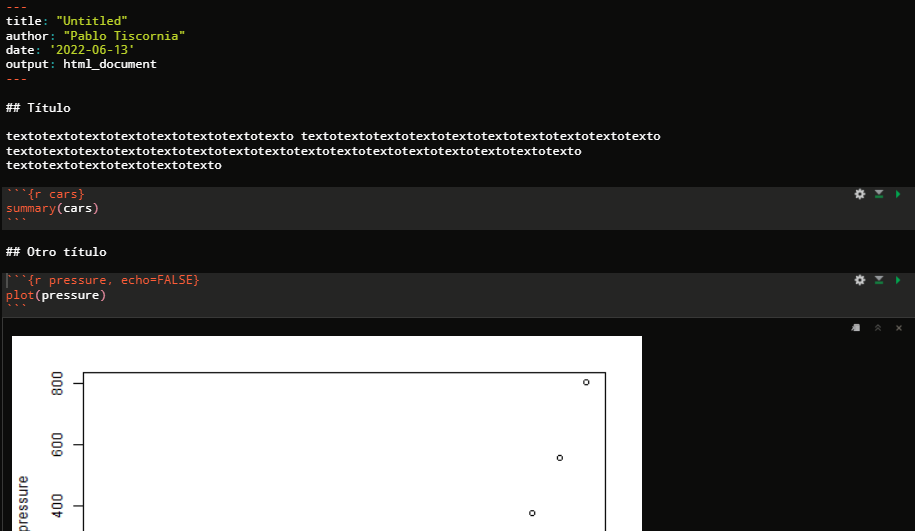 ---
title: "Untitled"
author: "Pablo Tiscornia"
date: '2022-06-13'
output: html_document
---
## Título
textotextotextotextotextotextotextotexto textotextotextotextotextotextotextotextotextotexto
textotextotextotextotextotextotextotextotextotextotextotextotextotextotextotexto
textotextotextotextotextotexto
```{r cars}
summary(cars)
```
## Otro título
```{r pressure, echo=FALSE}
plot(pressure)
```
800
600
400
pressure